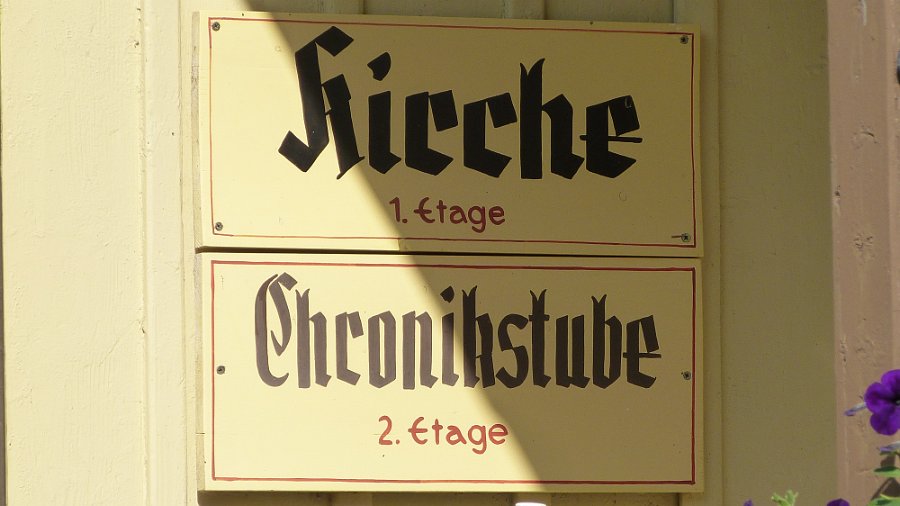 Kirche
1. Etage
Chronikstube
2. Etage